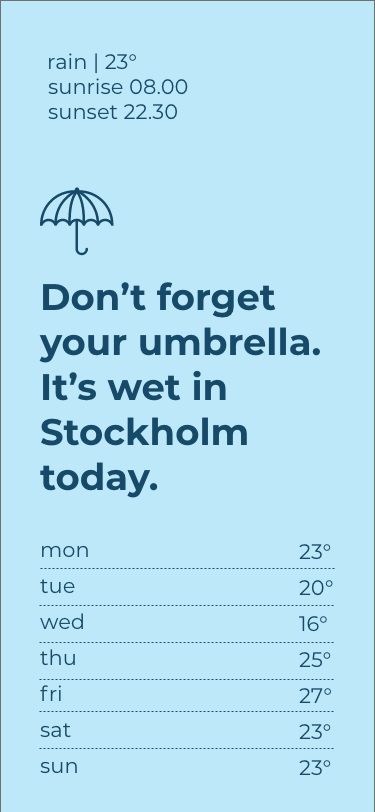 rain | 23°
sunrise 08.00
sunset 22.30
Don’t forget
your umbrella.
It’s wet in
Stockholm
today.
mon 23°
tue 20°
wed 16°
thu 25°
fri 27°
sat 23°
sun 23°